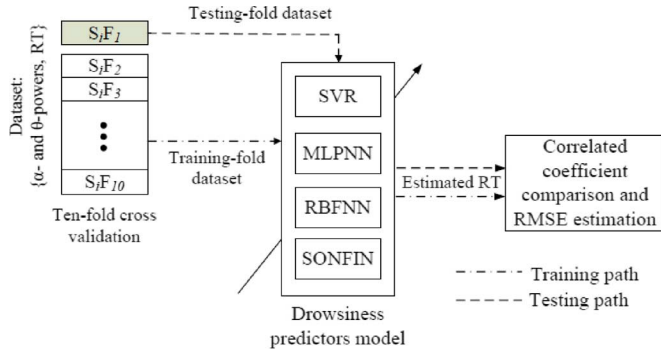 Testing-fold dataset
Dataset:
{α- and θ-powers, RT}
SiF1
SiF2
SiF3
SiF10
Ten-fold cross
validation
Training-fold
dataset
SVR
MLPNN
RBFNN
SONFIN
Drowsiness
predictors model
Estimated RT
Correlated
coefficient
comparison and
RMSE estimation
Training path
Testing path